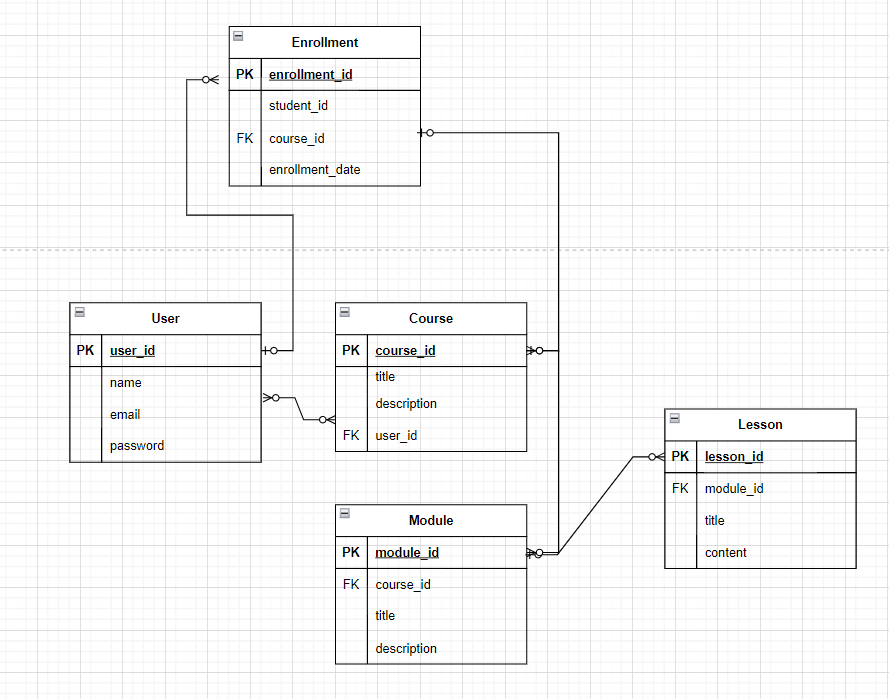 Enrollment
PK enrollment_id
student_id
FK course_id
enrollment_date
User
PK user_id
name
email
password
Course
PK course_id
title
description
FK user_id
Module
PK module_id
FK course_id
title
description
Lesson
PK lesson_id
FK module_id
title
content